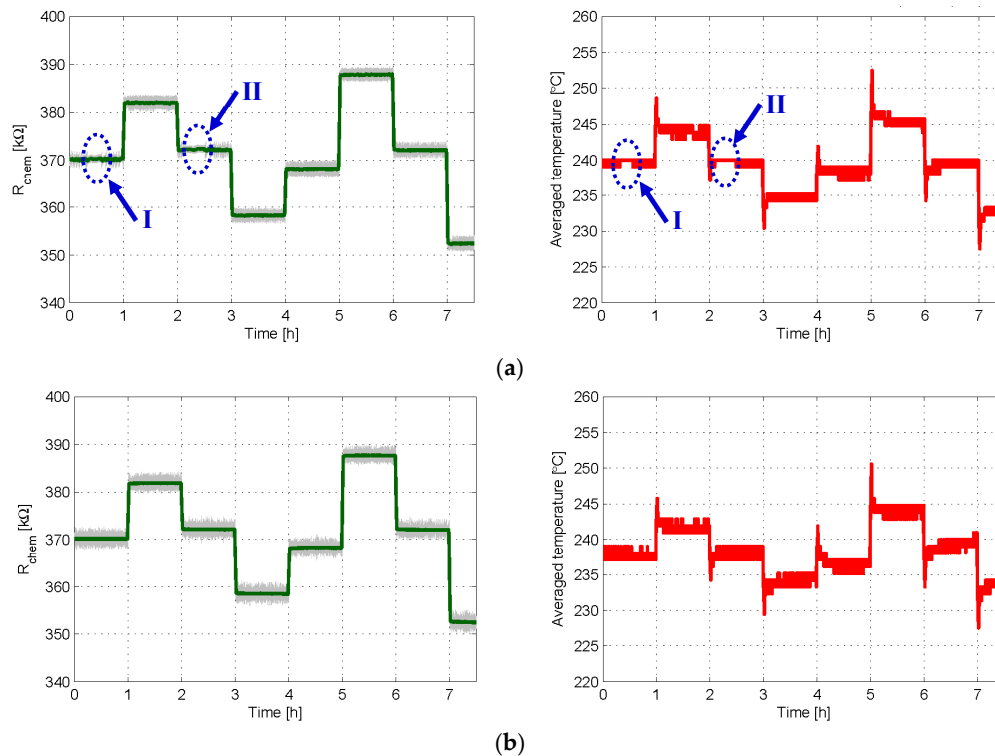 400
390
380
370
360
350
340
R_chem [kΩ]
I
II
0 1 2 3 4 5 6 7
Time [h]
260
255
250
245
240
235
230
225
220
Averaged temperature [°C]
I
II
0 1 2 3 4 5 6 7
Time [h]
(a)
400
390
380
370
360
350
340
R_chem [kΩ]
0 1 2 3 4 5 6 7
Time [h]
260
255
250
245
240
235
230
225
220
Averaged temperature [°C]
0 1 2 3 4 5 6 7
Time [h]
(b)